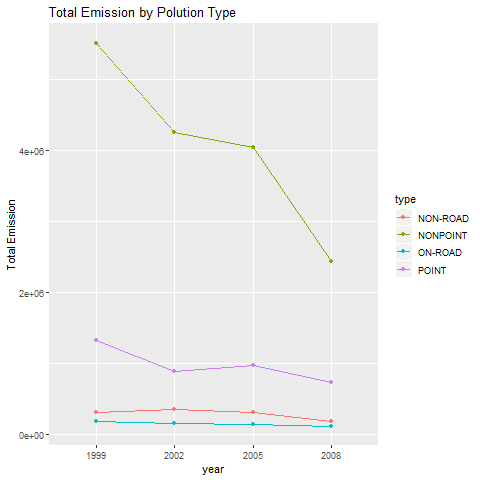 Total Emission by Polution Type
4e+06
2e+06
0e+00
Total Emission
1999 2002 2005 2008
year
type
NON-ROAD
NONPOINT
ON-ROAD
POINT